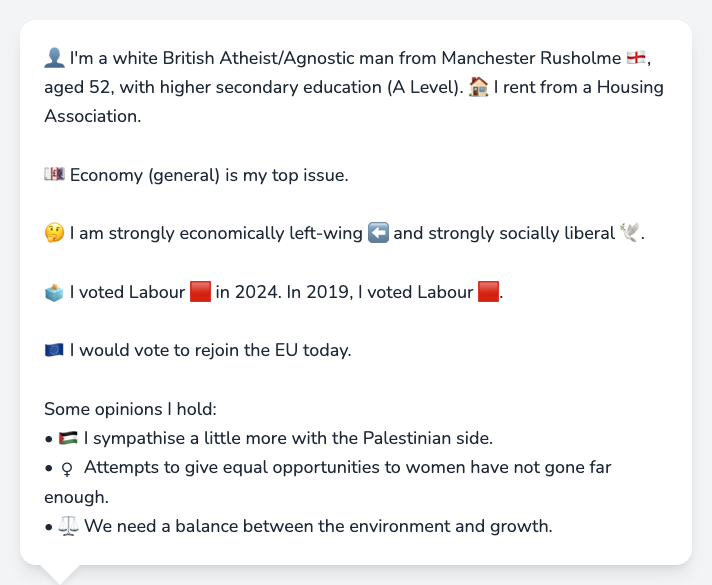 👤 I'm a white British Atheist/Agnostic man from Manchester Rusholme 🏴󠁧󠁢󠁥󠁮󠁧󠁿,
aged 52, with higher secondary education (A Level). 🏠 I rent from a Housing
Association.
💷 Economy (general) is my top issue.
🤔 I am strongly economically left-wing ⬅️ and strongly socially liberal 🕊️.
🗳️ I voted Labour 🟥 in 2024. In 2019, I voted Labour 🟥.
🇪🇺 I would vote to rejoin the EU today.
Some opinions I hold:
• 🇵🇸 I sympathise a little more with the Palestinian side.
• ♀ Attempts to give equal opportunities to women have not gone far
enough.
• ⚖️ We need a balance between the environment and growth.